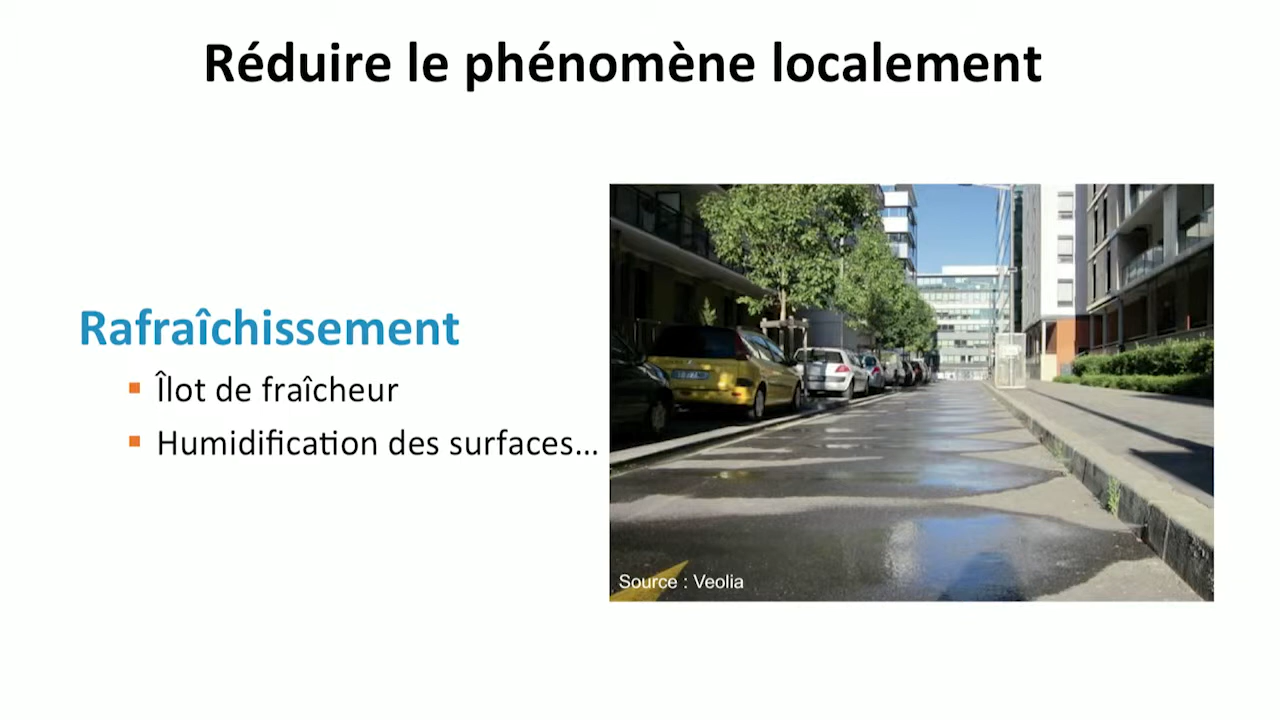 Réduire le phénomène localement
Rafraîchissement
Îlot de fraîcheur
Humidification des surfaces...
Source : Veolia